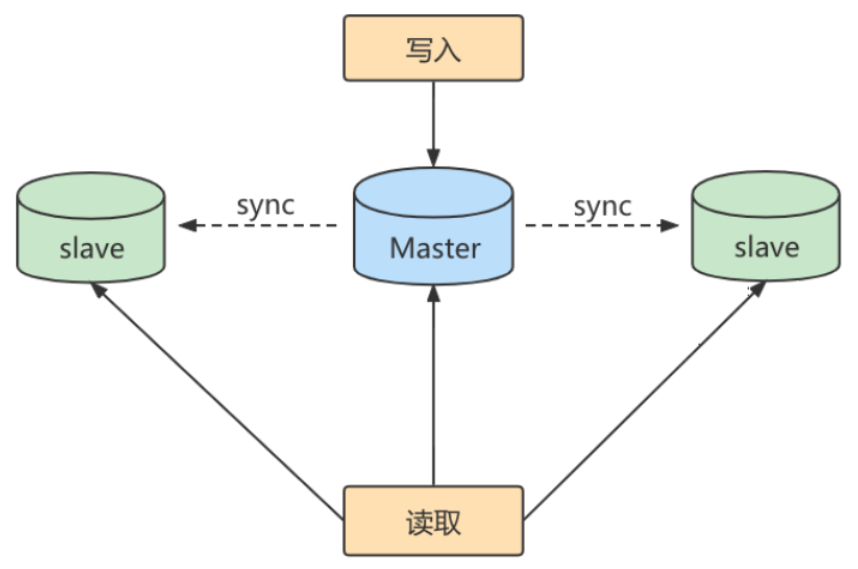 写入
sync
sync
slave
Master
slave
读取